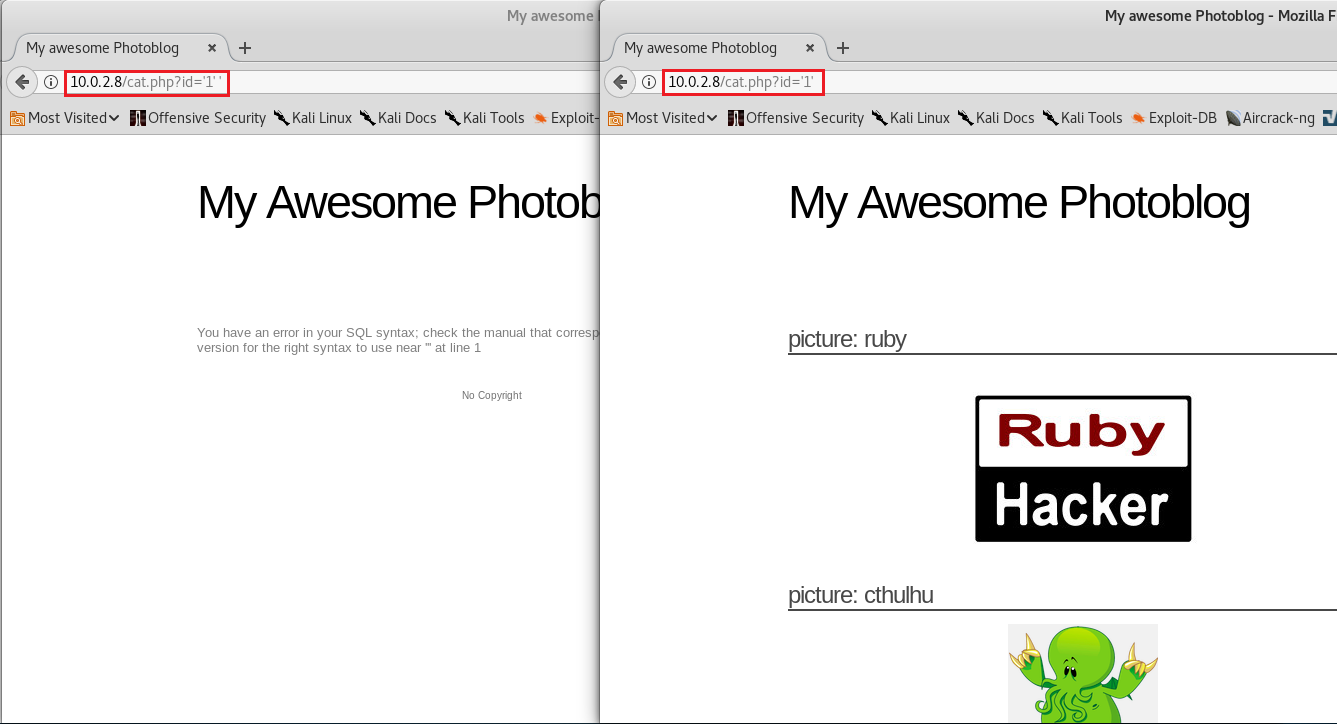 My awesome
My awesome Photoblog
10.0.2.8/cat.php?id='1' '
Most Visited
Offensive Security
Kali Linux
Kali Docs
Kali Tools
Exploit-
My Awesome Photob
You have an error in your SQL syntax; check the manual that corresp
version for the right syntax to use near ''' at line 1
No Copyright
My awesome Photoblog - Mozilla F
My awesome Photoblog
10.0.2.8/cat.php?id='1'
Most Visited
Offensive Security
Kali Linux
Kali Docs
Kali Tools
Exploit-DB
Aircrack-ng
My Awesome Photoblog
picture: ruby
Ruby
Hacker
picture: cthulhu